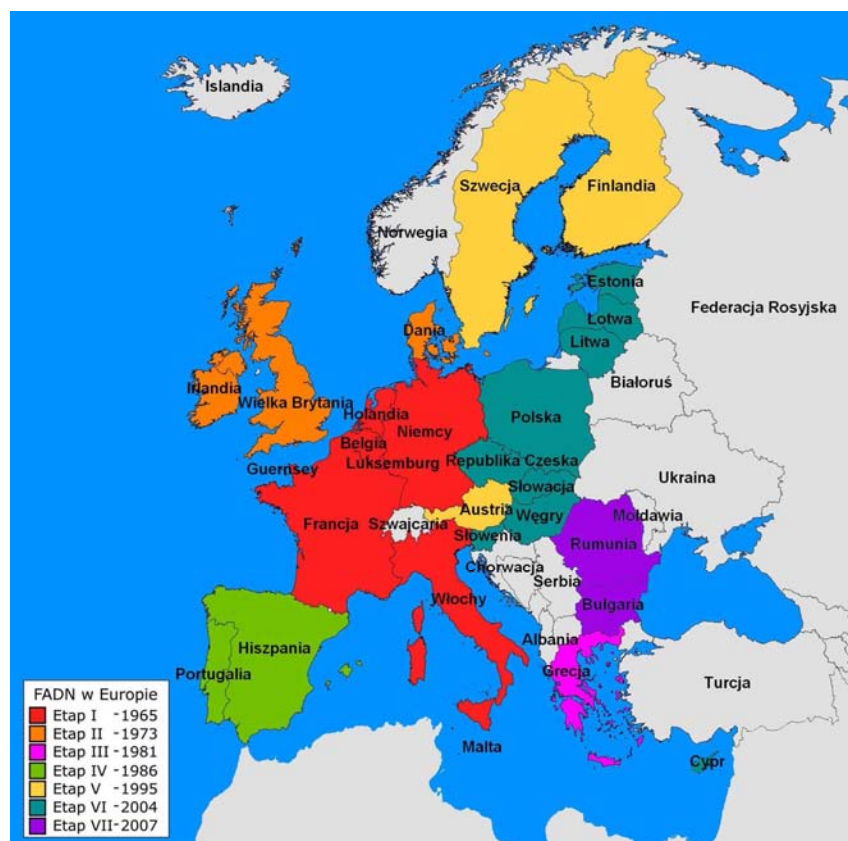 Islandia
Szwecja
Finlandia
Norwegia
Estonia
Federacja Rosyjska
Łotwa
Dania
Litwa
Białoruś
Irlandia
Wielka Brytania
Holandia
Niemcy
Polska
Belgia
Luksemburg
Republika Czeska
Guernsey
Ukraina
Słowacja
Austria
Węgry
Mołdawia
Francja
Szwajcaria
Słowenia
Rumunia
Chorwacja
Serbia
Włochy
Bułgaria
Albania
Hiszpania
Portugalia
Grecja
Turcja
Malta
Cypr
FADN w Europie
Etap I -1965
Etap II -1973
Etap III -1981
Etap IV -1986
Etap V -1995
Etap VI -2004
Etap VII-2007